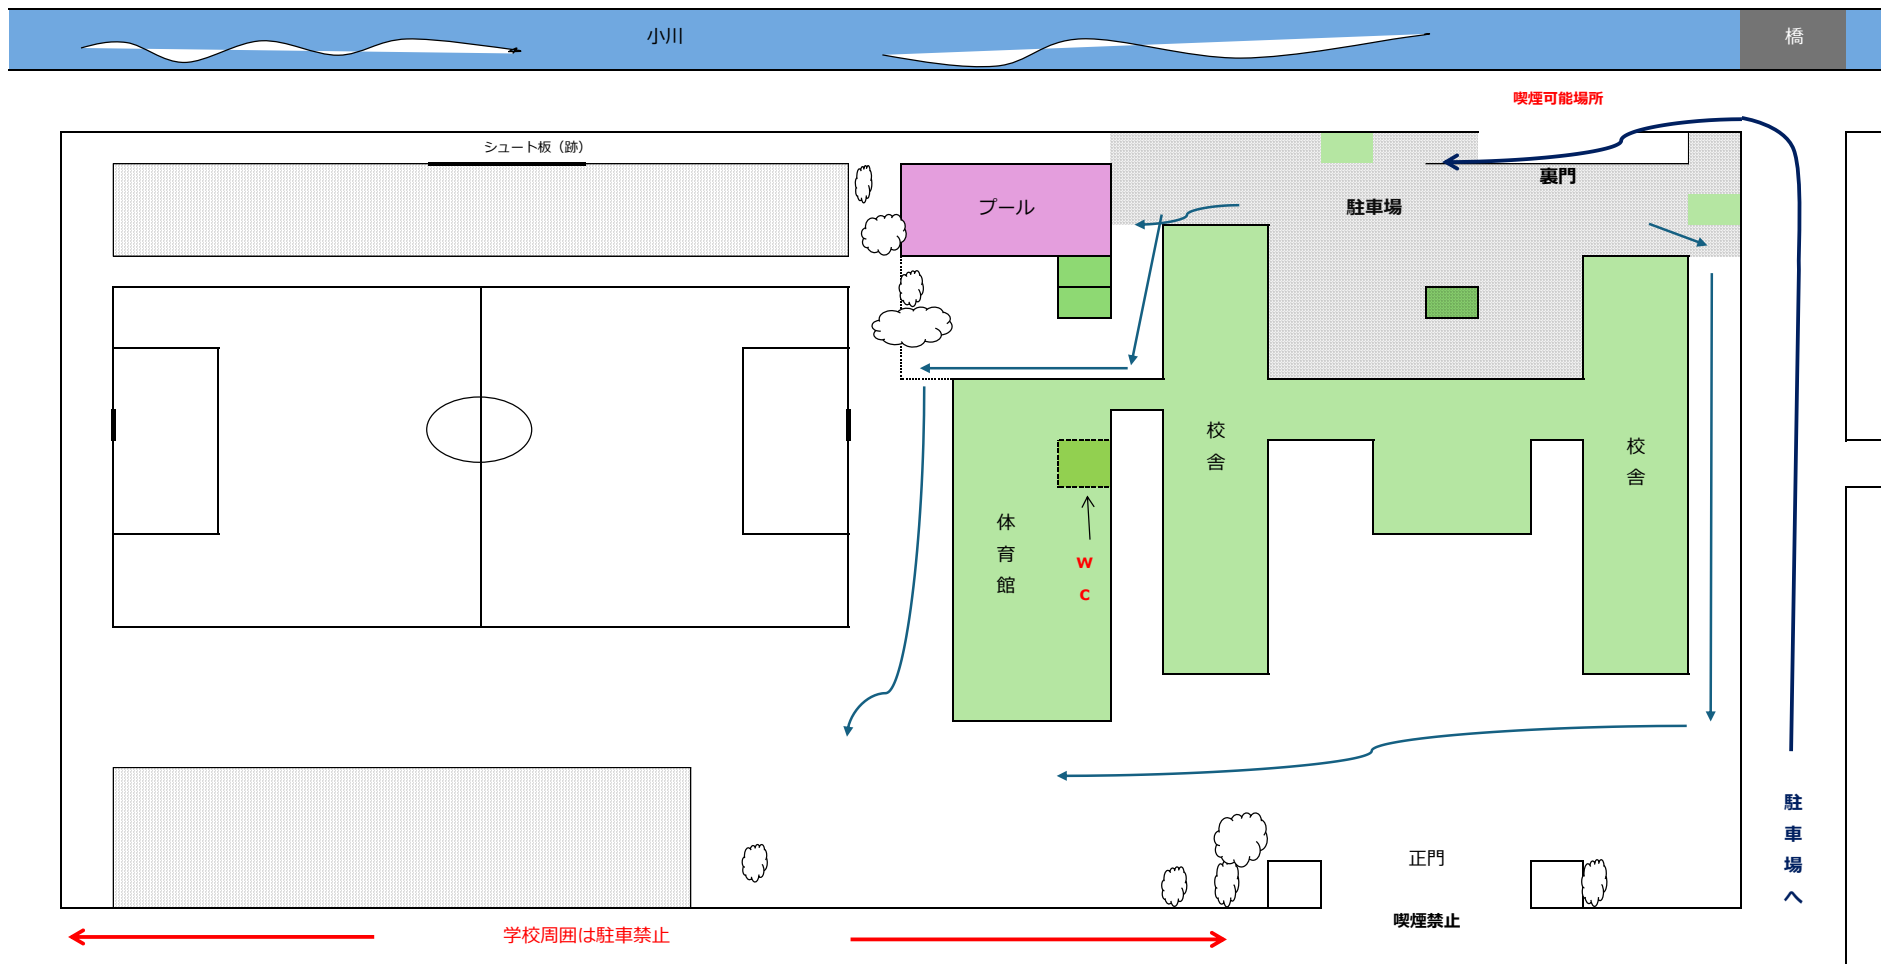 小川
橋
喫煙可能場所
シュート板（跡）
裏門
プール
駐車場
校舎
校舎
体育館
WC
駐車場へ
正門
喫煙禁止
学校周囲は駐車禁止